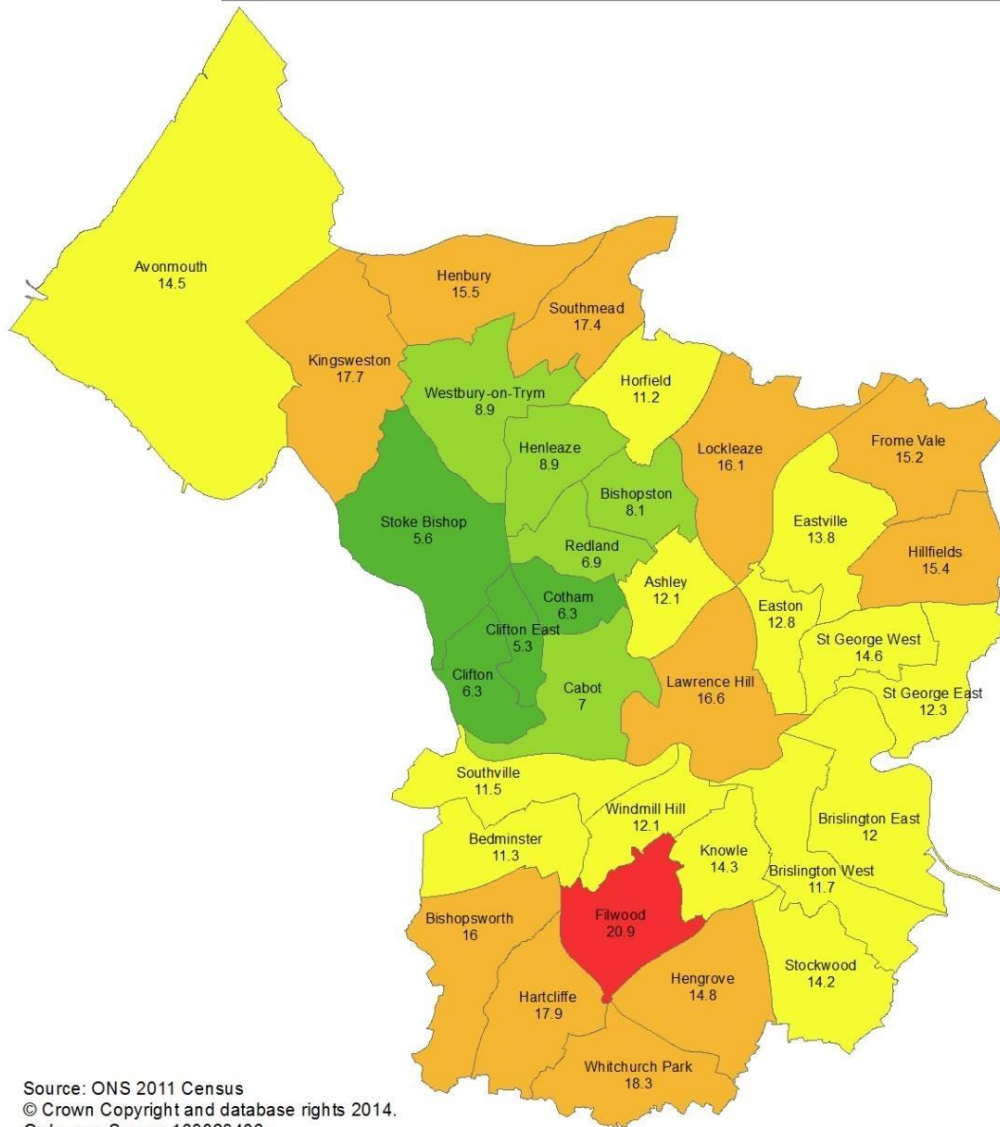 Avonmouth
14.5
Henbury
15.5
Southmead
17.4
Kingsweston
17.7
Horfield
11.2
Westbury-on-Trym
8.9
Henleaze
8.9
Lockleaze
16.1
Frome Vale
15.2
Bishopston
8.1
Stoke Bishop
5.6
Eastville
13.8
Redland
6.9
Hillfields
15.4
Ashley
12.1
Cotham
6.3
Easton
12.8
Clifton East
5.3
St George West
14.6
Clifton
6.3
Cabot
7
Lawrence Hill
16.6
St George East
12.3
Southville
11.5
Windmill Hill
12.1
Brislington East
12
Bedminster
11.3
Knowle
14.3
Brislington West
11.7
Bishopsworth
16
Filwood
20.9
Stockwood
14.2
Hengrove
14.8
Hartcliffe
17.9
Whitchurch Park
18.3
Source: ONS 2011 Census
© Crown Copyright and database rights 2014.